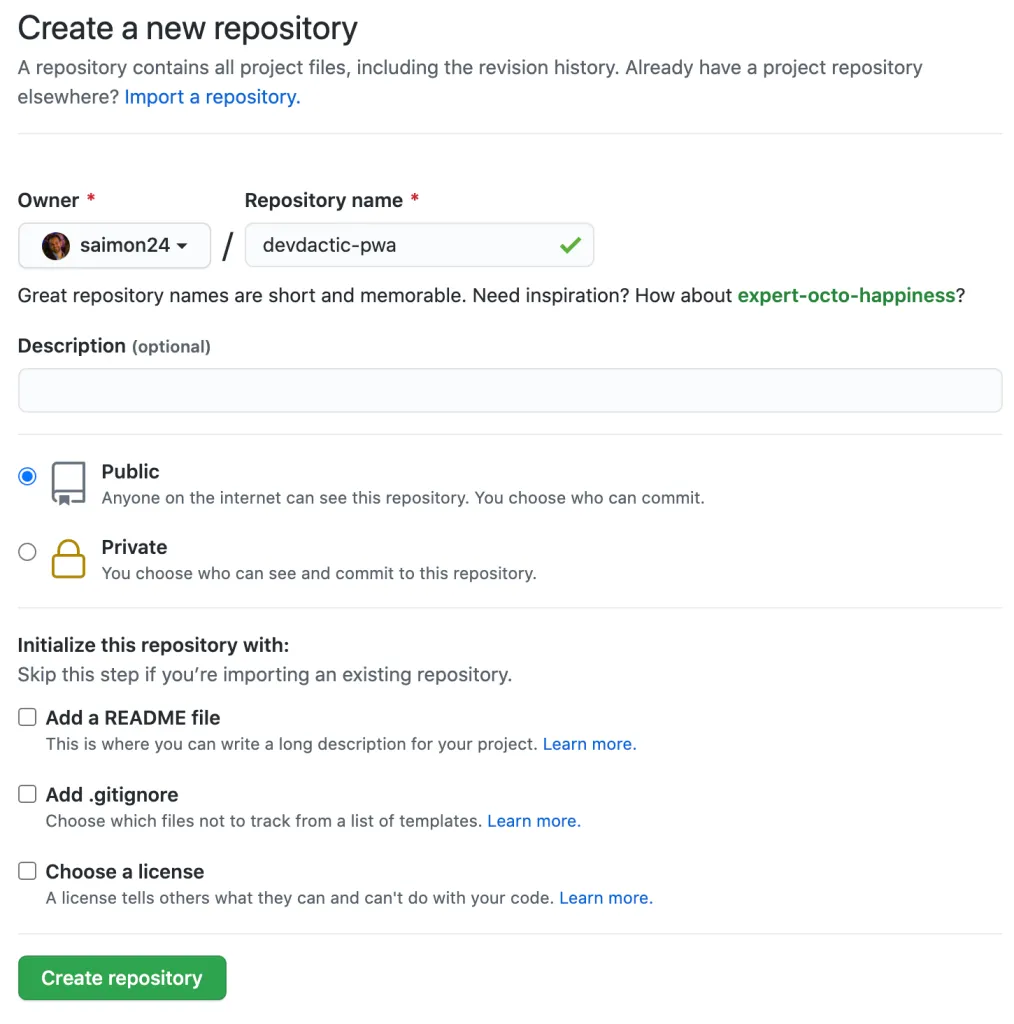 Create a new repository
A repository contains all project files, including the revision history. Already have a project repository
elsewhere? Import a repository.
Owner * Repository name *
saimon24 / devdactic-pwa
Great repository names are short and memorable. Need inspiration? How about expert-octo-happiness?
Description (optional)
Public
Anyone on the internet can see this repository. You choose who can commit.
Private
You choose who can see and commit to this repository.
Initialize this repository with:
Skip this step if you’re importing an existing repository.
Add a README file
This is where you can write a long description for your project. Learn more.
Add .gitignore
Choose which files not to track from a list of templates. Learn more.
Choose a license
A license tells others what they can and can't do with your code. Learn more.
Create repository